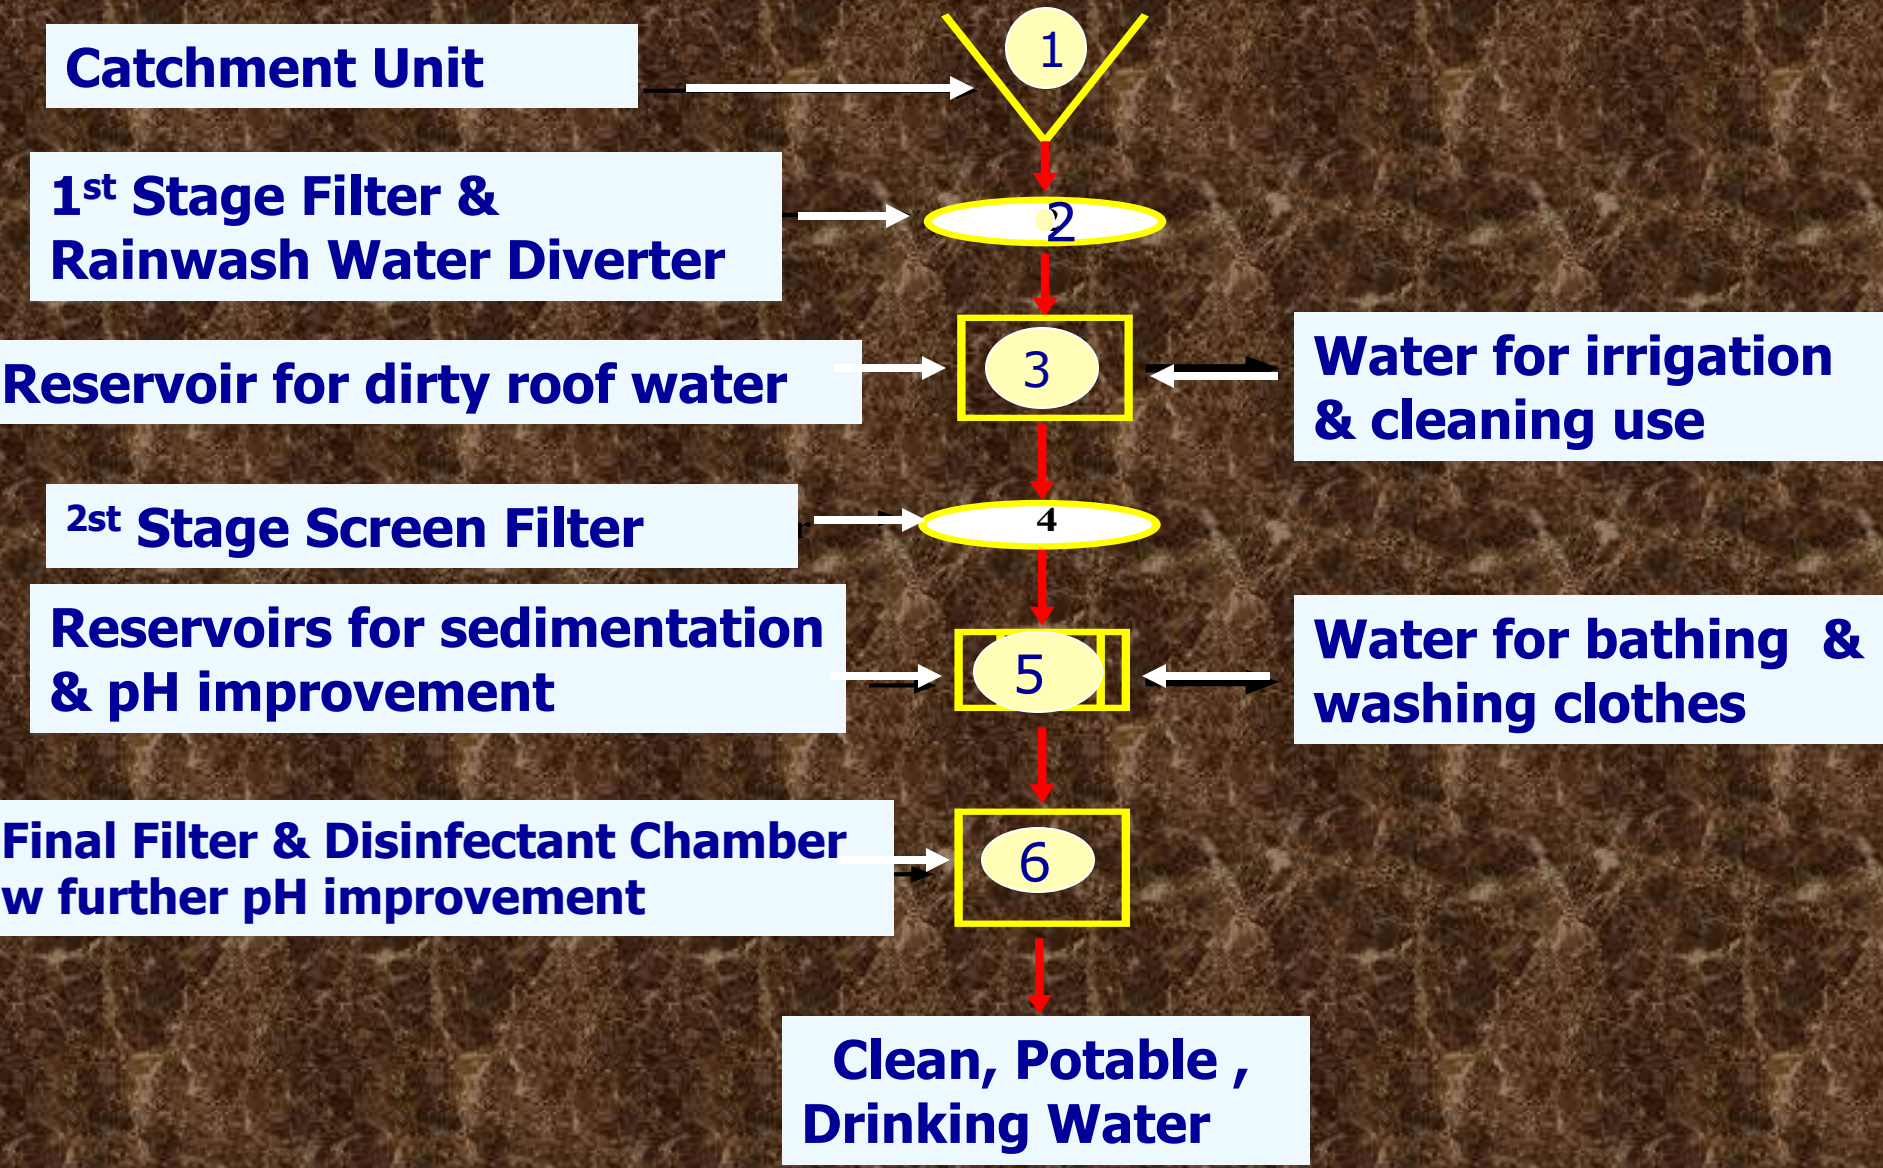 Catchment Unit
1
1st Stage Filter &
Rainwash Water Diverter
2
Reservoir for dirty roof water
3
Water for irrigation
& cleaning use
2st Stage Screen Filter
4
Reservoirs for sedimentation
& pH improvement
5
Water for bathing &
washing clothes
Final Filter & Disinfectant Chamber
w further pH improvement
6
Clean, Potable ,
Drinking Water